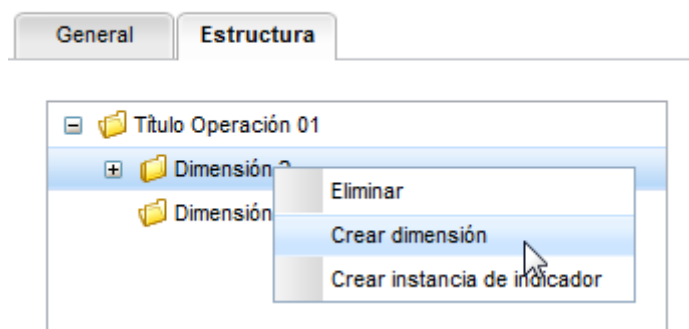 General
Estructura
Título Operación 01
Dimensión
Eliminar
Dimensión
Crear dimensión
Crear instancia de indicador